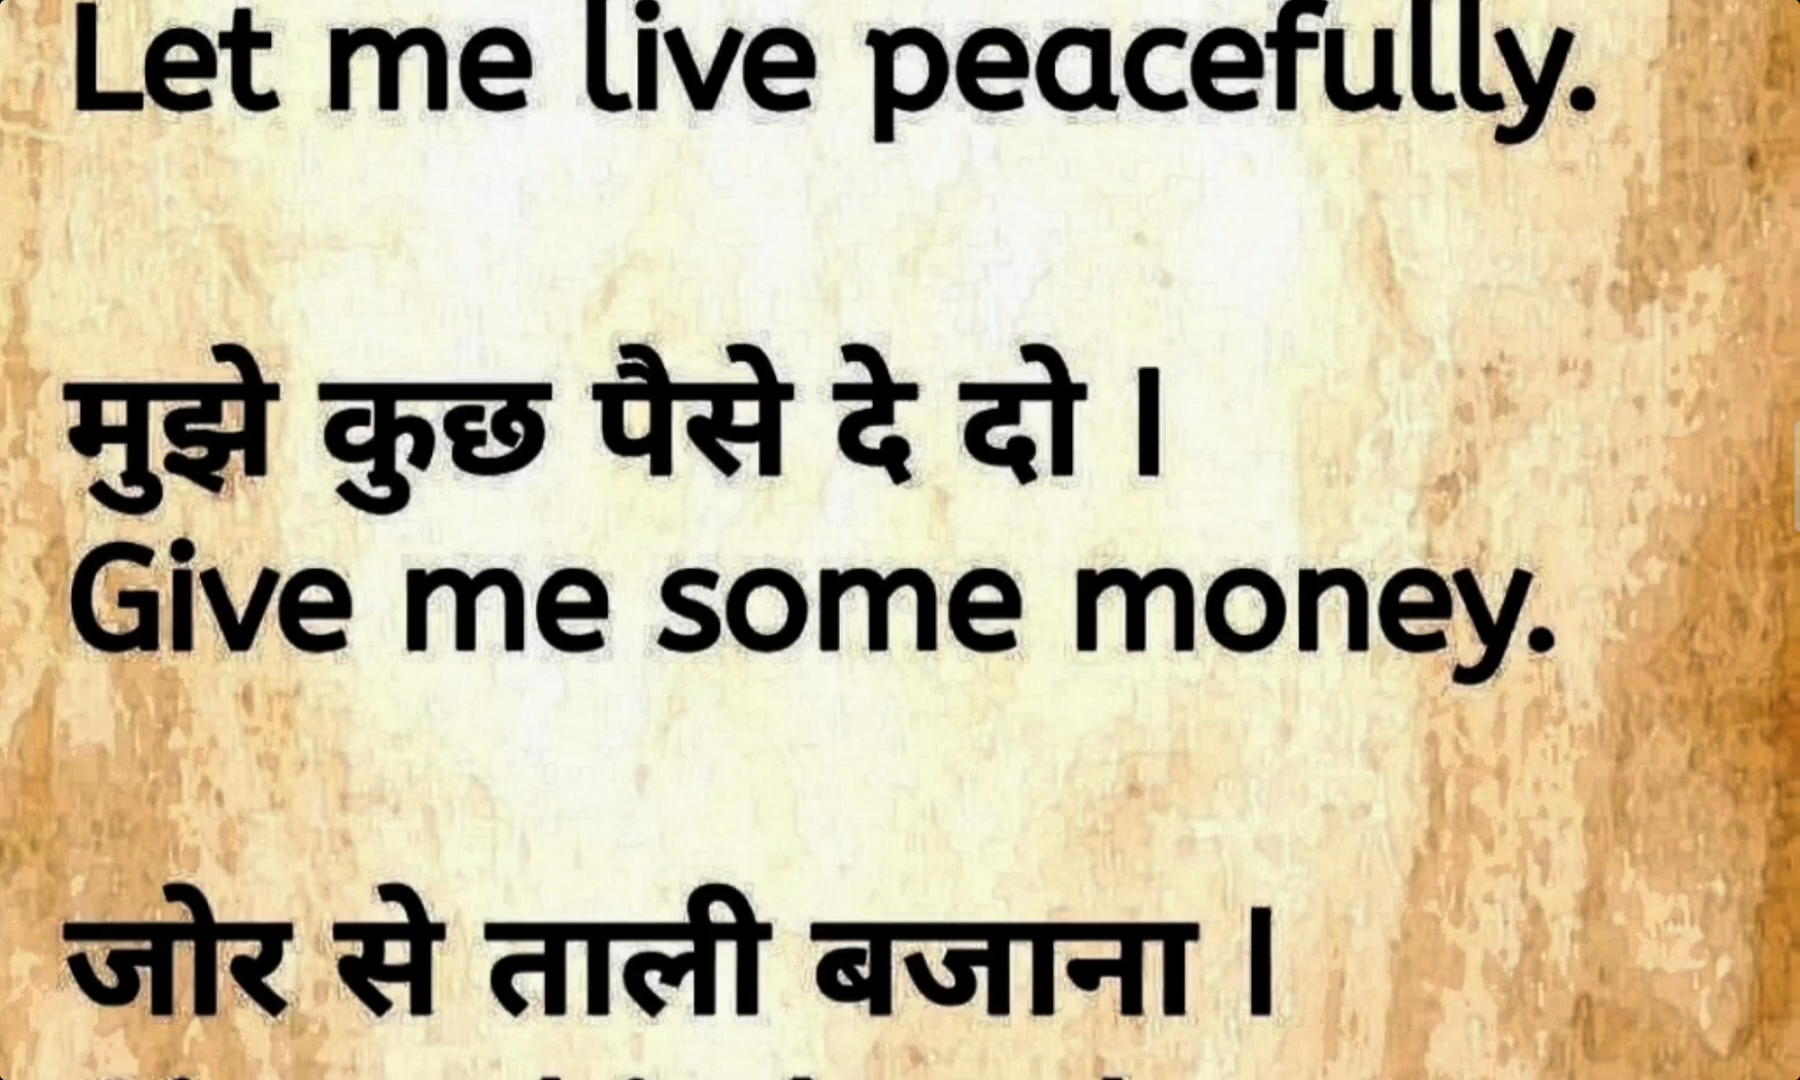 Let me live peacefully.
मुझे कुछ पैसे दे दो ।
Give me some money.
जोर से ताली बजाना ।